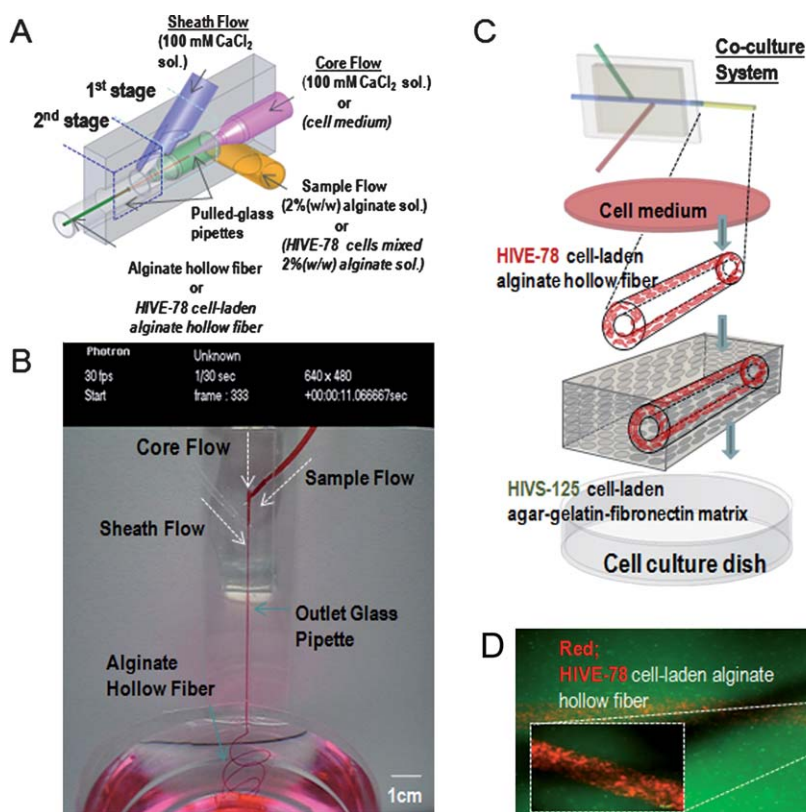 A
Sheath Flow
(100 mM CaCl2
sol.)
1st stage
2nd stage
Core Flow
(100 mM CaCl2 sol.)
or
(cell medium)
Pulled-glass
pipettes
Sample Flow
(2%(w/w) alginate sol.)
or
(HIVE-78 cells mixed
2%(w/w) alginate sol.)
Alginate hollow fiber
or
HIVE-78 cell-laden
alginate hollow fiber
B
Photron
Unknown
30 fps
1/30 sec
640 x 480
Start
frame : 333
+00:00:11.066667sec
Core Flow
Sample Flow
Sheath Flow
Outlet Glass
Pipette
Alginate
Hollow Fiber
1cm
C
Co-culture
System
Cell medium
HIVE-78 cell-laden
alginate hollow fiber
HIVS-125 cell-laden
agar-gelatin-fibronectin matrix
Cell culture dish
D
Red;
HIVE-78 cell-laden alginate
hollow fiber